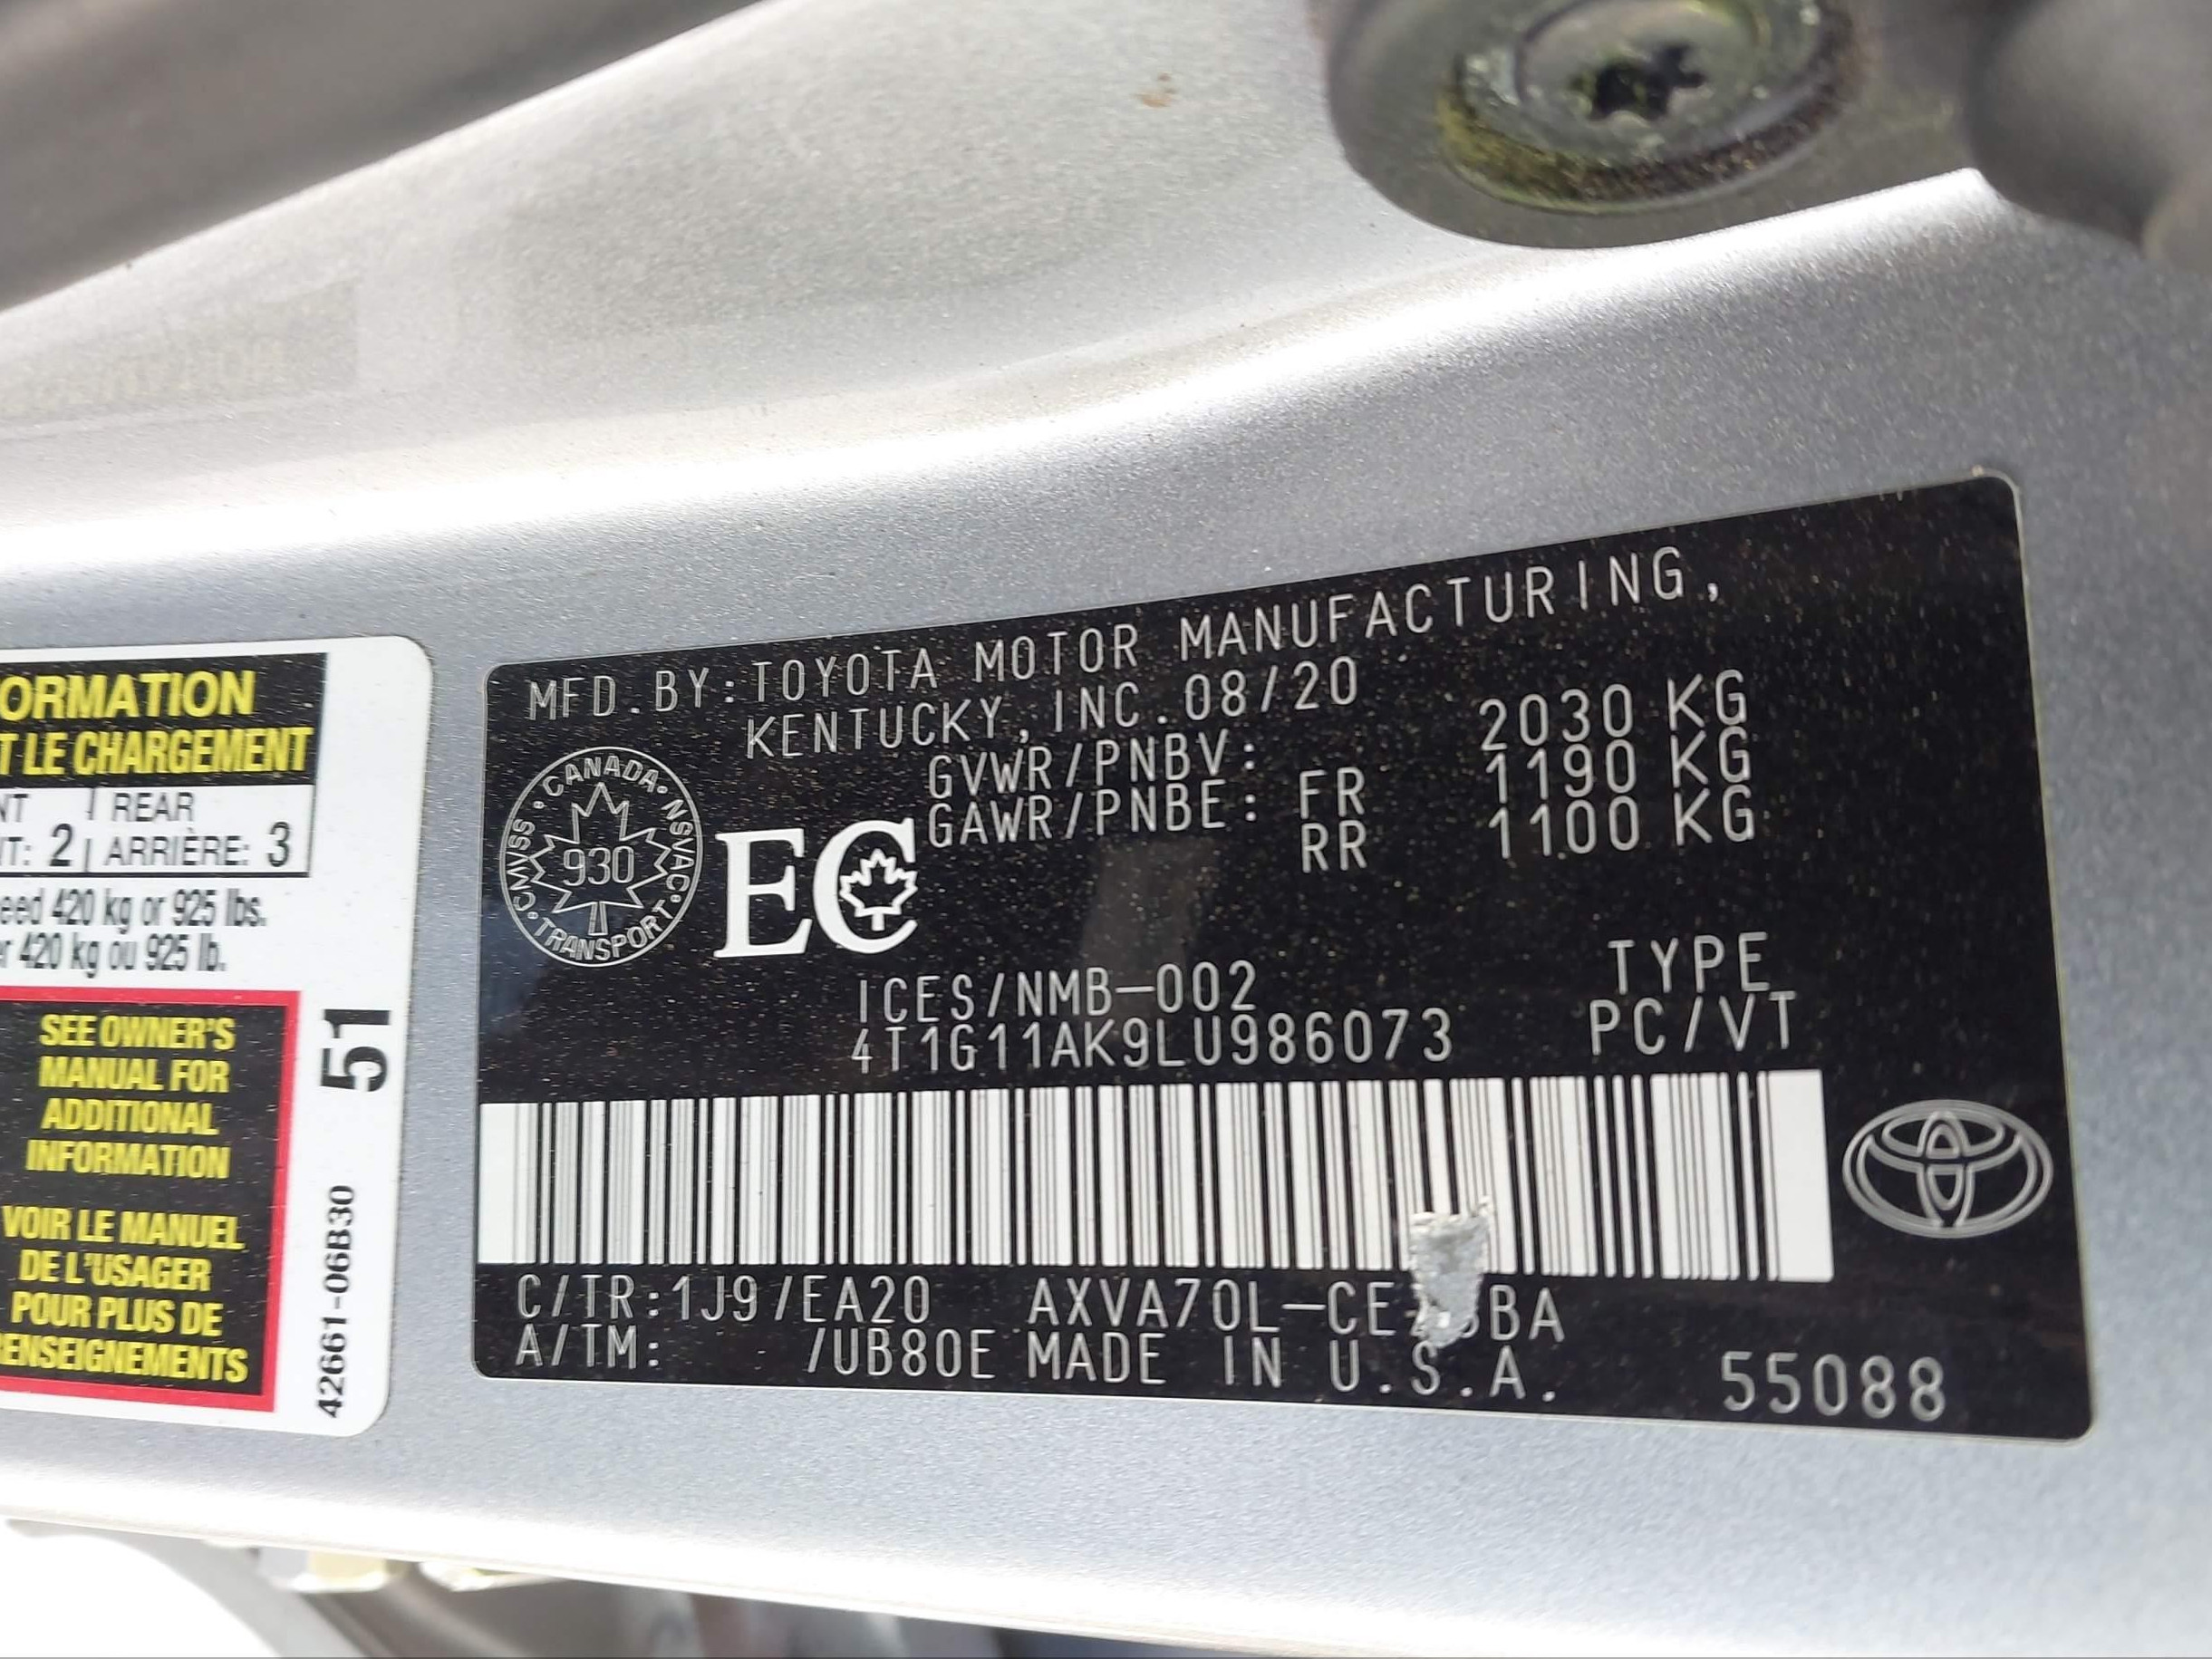 ORMATION
T LE CHARGEMENT
NT REAR
NT: 2 ARRIÈRE: 3
eed 420 kg or 925 lbs.
r 420 kg ou 925 lb.
SEE OWNER'S
MANUAL FOR
ADDITIONAL
INFORMATION
VOIR LE MANUEL
DE L'USAGER
POUR PLUS DE
RENSEIGNEMENTS
51
42661-06B30
MFD. BY: TOYOTA MOTOR MANUFACTURING,
KENTUCKY, INC. 08/20
GVWR/PNBV: 2030 KG
GAWR/PNBE: FR 1190 KG
RR 1100 KG
CANADA · NSVAC · TRANSPORT · CMVSS
930
EC
ICES/NMB-002
TYPE
4T1G11AK9LU986073
PC/VT
C/TR: 1J9/EA20 AXVA70L-CE BA
A/TM: /UB80E MADE IN U.S.A.
55088